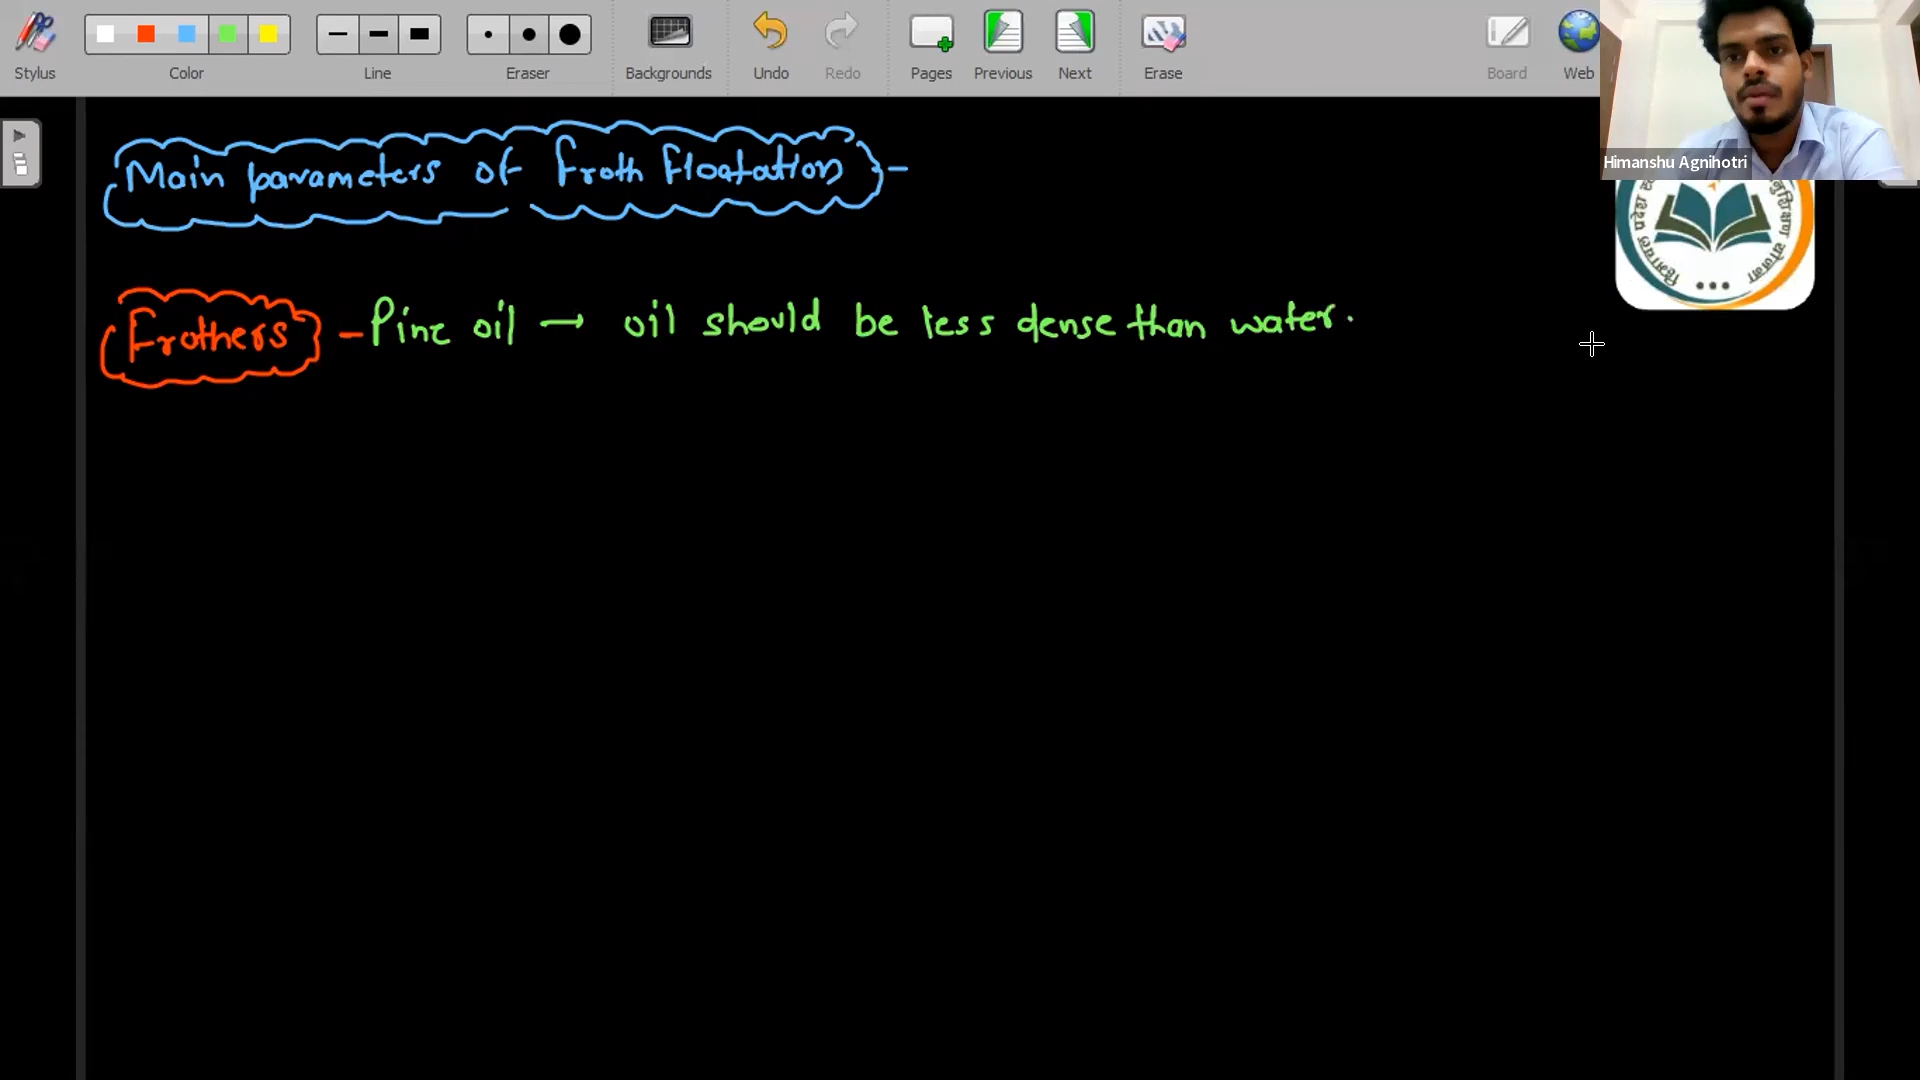 Stylus Color Line Eraser Backgrounds Undo Redo Pages Previous Next Erase Board Web
Himanshu Agnihotri
Main parameters of Froth Floatation -
Frothers - Pine oil → oil should be less dense than water.